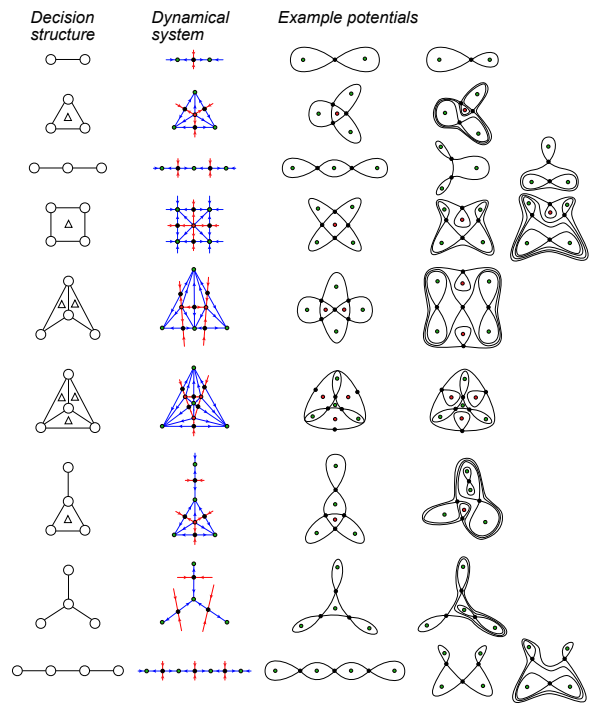 Decision structure
Dynamical system
Example potentials